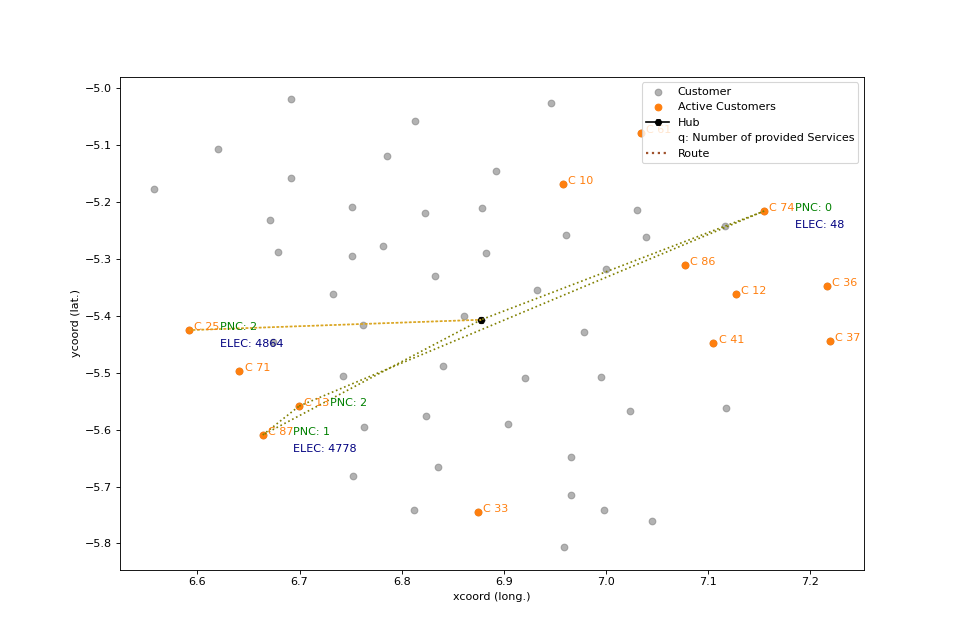 −5.0
−5.1
−5.2
−5.3
−5.4
−5.5
−5.6
−5.7
−5.8
ycoord (lat.)
6.6
6.7
6.8
6.9
7.0
7.1
7.2
xcoord (long.)
Customer
Active Customers
Hub
q: Number of provided Services
Route
C 10
C 74 PNC: 0
ELEC: 48
C 86
C 36
C 12
C 25 PNC: 2
ELEC: 4864
C 41
C 37
C 71
C 13 PNC: 2
C 87 PNC: 1
ELEC: 4778
C 33